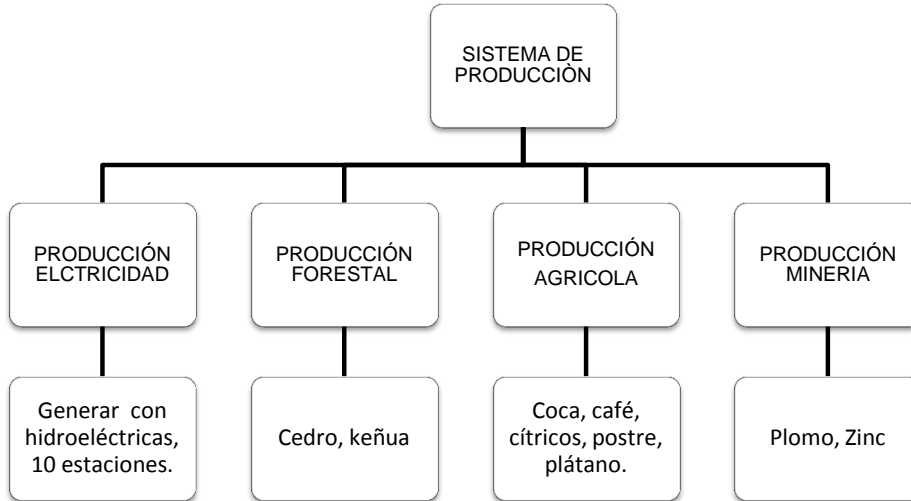 SISTEMA DE
PRODUCCIÒN
PRODUCCIÓN
ELCTRICIDAD
PRODUCCIÓN
FORESTAL
PRODUCCIÓN
AGRICOLA
PRODUCCIÓN
MINERIA
Generar con
hidroeléctricas,
10 estaciones.
Cedro, keñua
Coca, café,
cítricos, postre,
plátano.
Plomo, Zinc